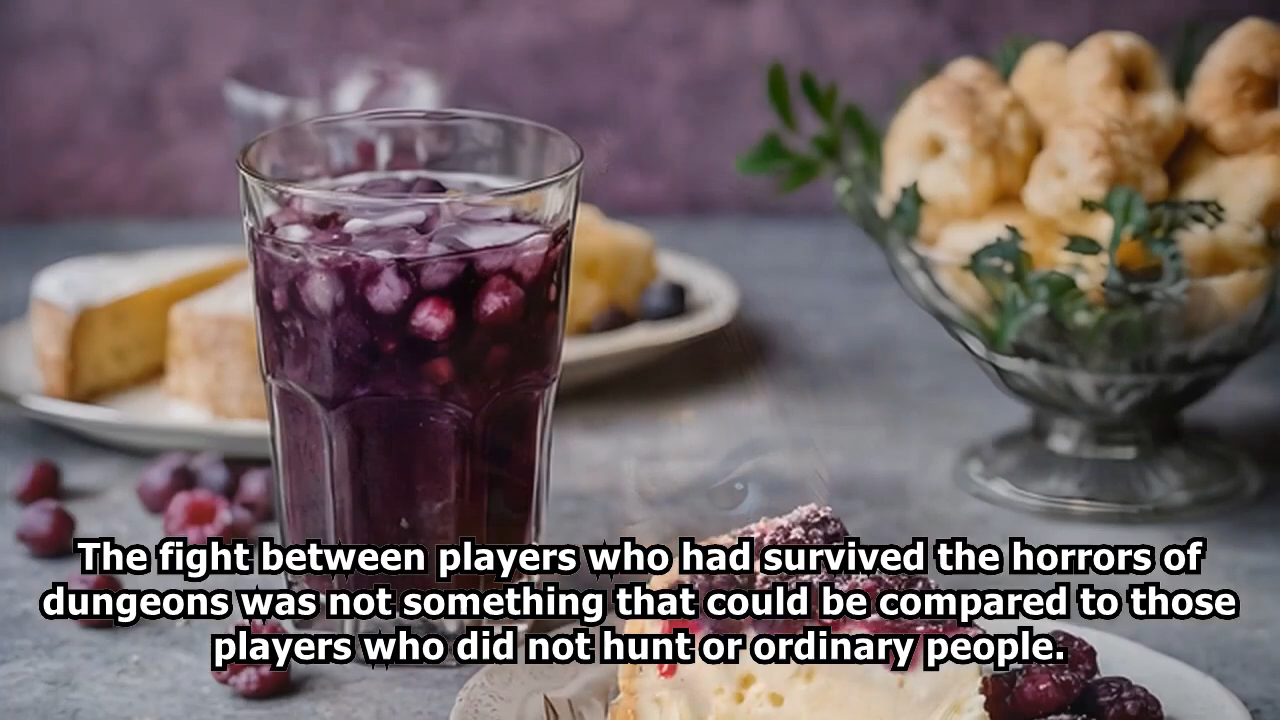 The fight between players who had survived the horrors of
dungeons was not something that could be compared to those
players who did not hunt or ordinary people.